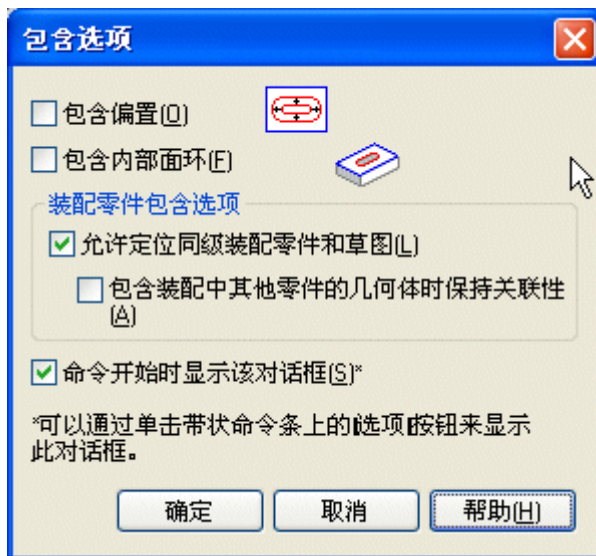 包含选项
包含偏置(O)
包含内部面环(F)
装配零件包含选项
允许定位同级装配零件和草图(L)
包含装配中其他零件的几何体时保持关联性
(A)
命令开始时显示该对话框(S)*
*可以通过单击带状命令条上的“选项”按钮来显示
此对话框。
确定
取消
帮助(H)